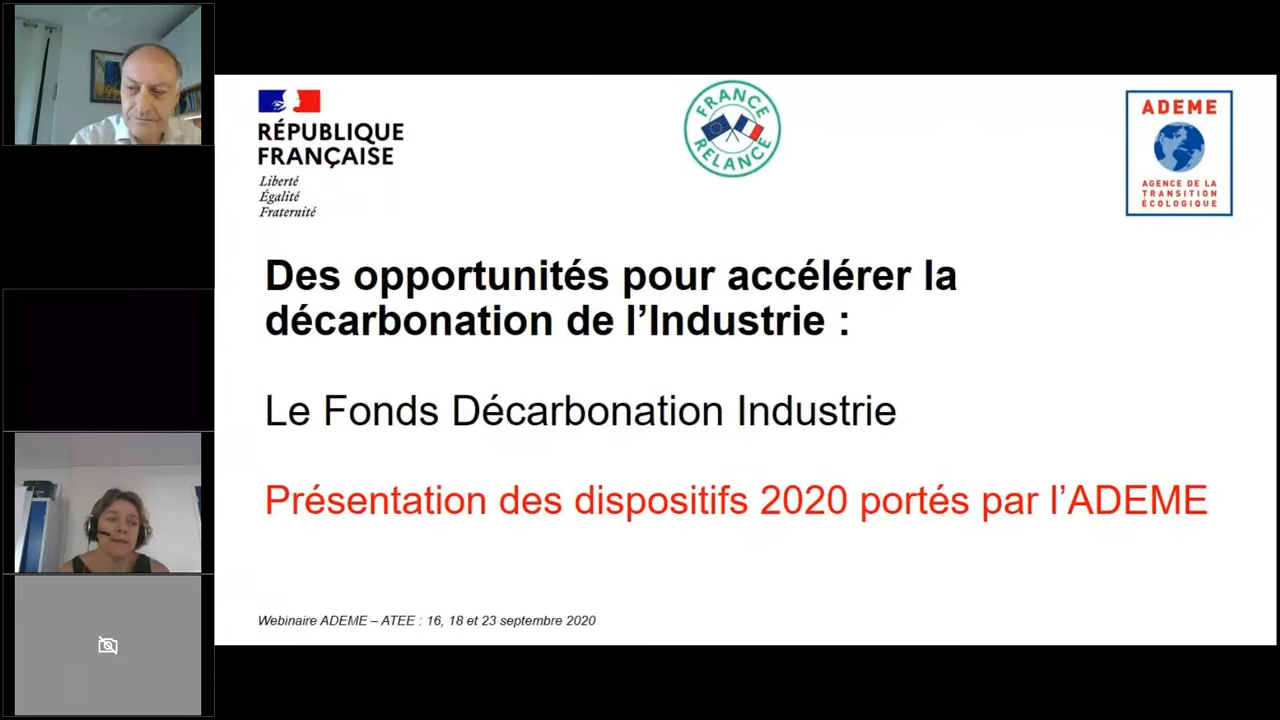 RÉPUBLIQUE
FRANÇAISE
Liberté
Égalité
Fraternité
FRANCE
RELANCE
ADEME
AGENCE DE LA
TRANSITION
ÉCOLOGIQUE
Des opportunités pour accélérer la
décarbonation de l’Industrie :
Le Fonds Décarbonation Industrie
Présentation des dispositifs 2020 portés par l’ADEME
Webinaire ADEME – ATEE : 16, 18 et 23 septembre 2020